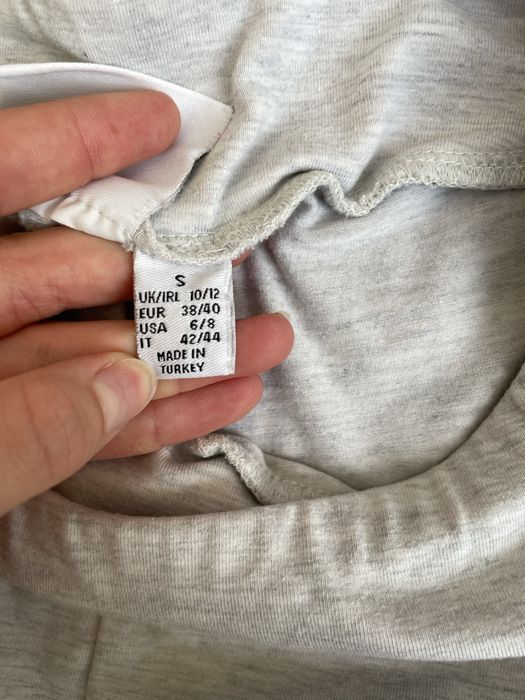 S
UK/IRL 10/12
EUR 38/40
USA 6/8
IT 42/44
MADE IN
TURKEY